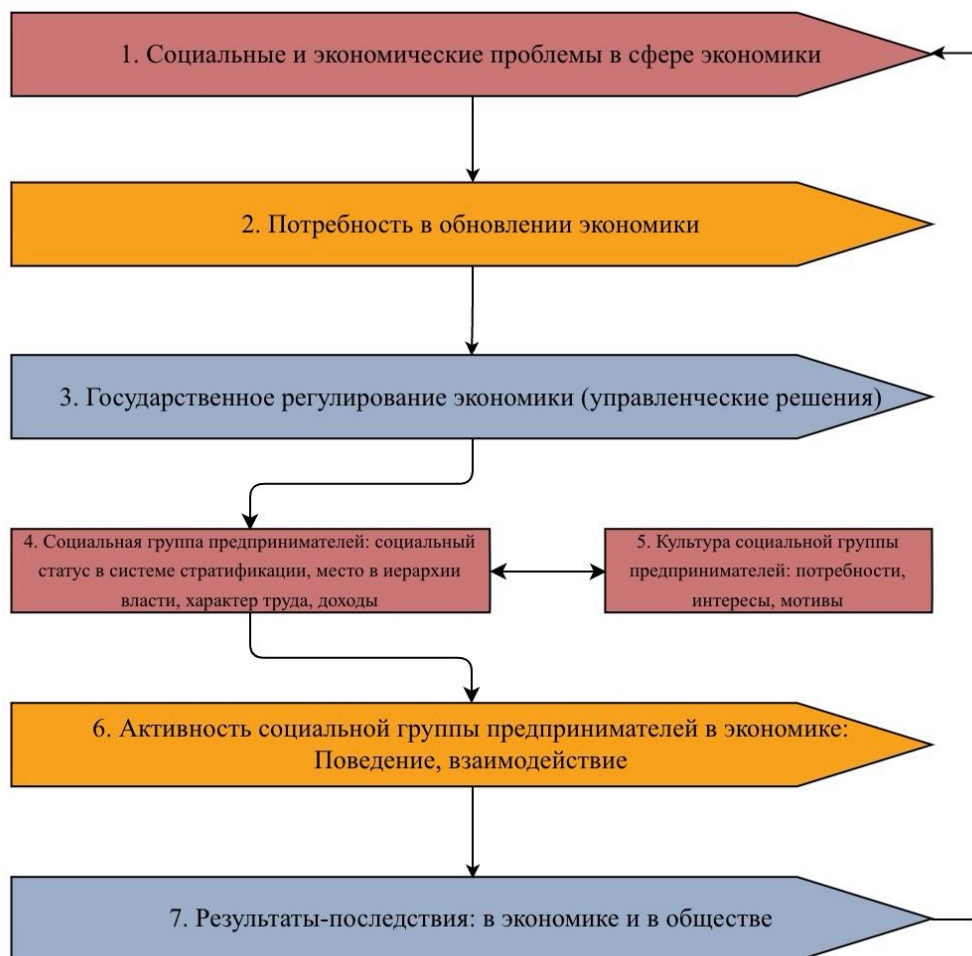 1. Социальные и экономические проблемы в сфере экономики
2. Потребность в обновлении экономики
3. Государственное регулирование экономики (управленческие решения)
4. Социальная группа предпринимателей: социальный
статус в системе стратификации, место в иерархии
власти, характер труда, доходы
5. Культура социальной группы
предпринимателей: потребности,
интересы, мотивы
6. Активность социальной группы предпринимателей в экономике:
Поведение, взаимодействие
7. Результаты-последствия: в экономике и в обществе